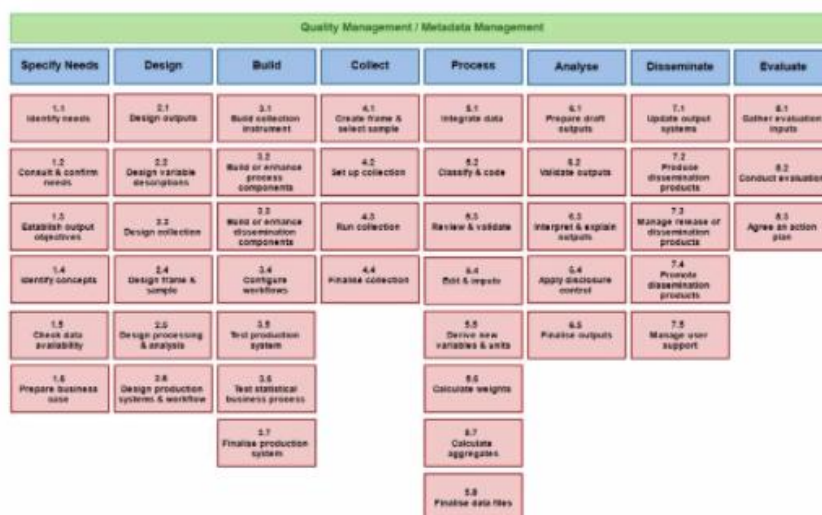 Quality Management / Metadata Management
Specify Needs
Design
Build
Collect
Process
Analyse
Disseminate
Evaluate
1.1
Identify needs
2.1
Design outputs
3.1
Build collection
instrument
4.1
Create frame &
select sample
5.1
Integrate data
6.1
Prepare draft
outputs
7.1
Update output
systems
8.1
Gather evaluation
inputs
1.2
Consult & confirm
needs
2.2
Design variable
descriptions
3.2
Build or enhance
process
components
4.2
Set up collection
5.2
Classify & code
6.2
Validate outputs
7.2
Produce
dissemination
products
8.2
Conduct evaluation
1.3
Establish output
objectives
2.3
Design collection
3.3
Build or enhance
dissemination
components
4.3
Run collection
5.3
Review & validate
6.3
Interpret & explain
outputs
7.3
Manage release of
dissemination
products
8.3
Agree an action
plan
1.4
Identify concepts
2.4
Design frame &
sample
3.4
Configure
workflows
4.4
Finalise collection
5.4
Edit & impute
6.4
Apply disclosure
control
7.4
Promote
dissemination
products
1.5
Check data
availability
2.5
Design processing
& analysis
3.5
Test production
system
5.5
Derive new
variables & units
6.5
Finalise outputs
7.5
Manage user
support
1.6
Prepare business
case
2.6
Design production
systems & workflow
3.6
Test statistical
business process
5.6
Calculate weights
3.7
Finalise production
system
5.7
Calculate
aggregates
5.8
Finalise data files